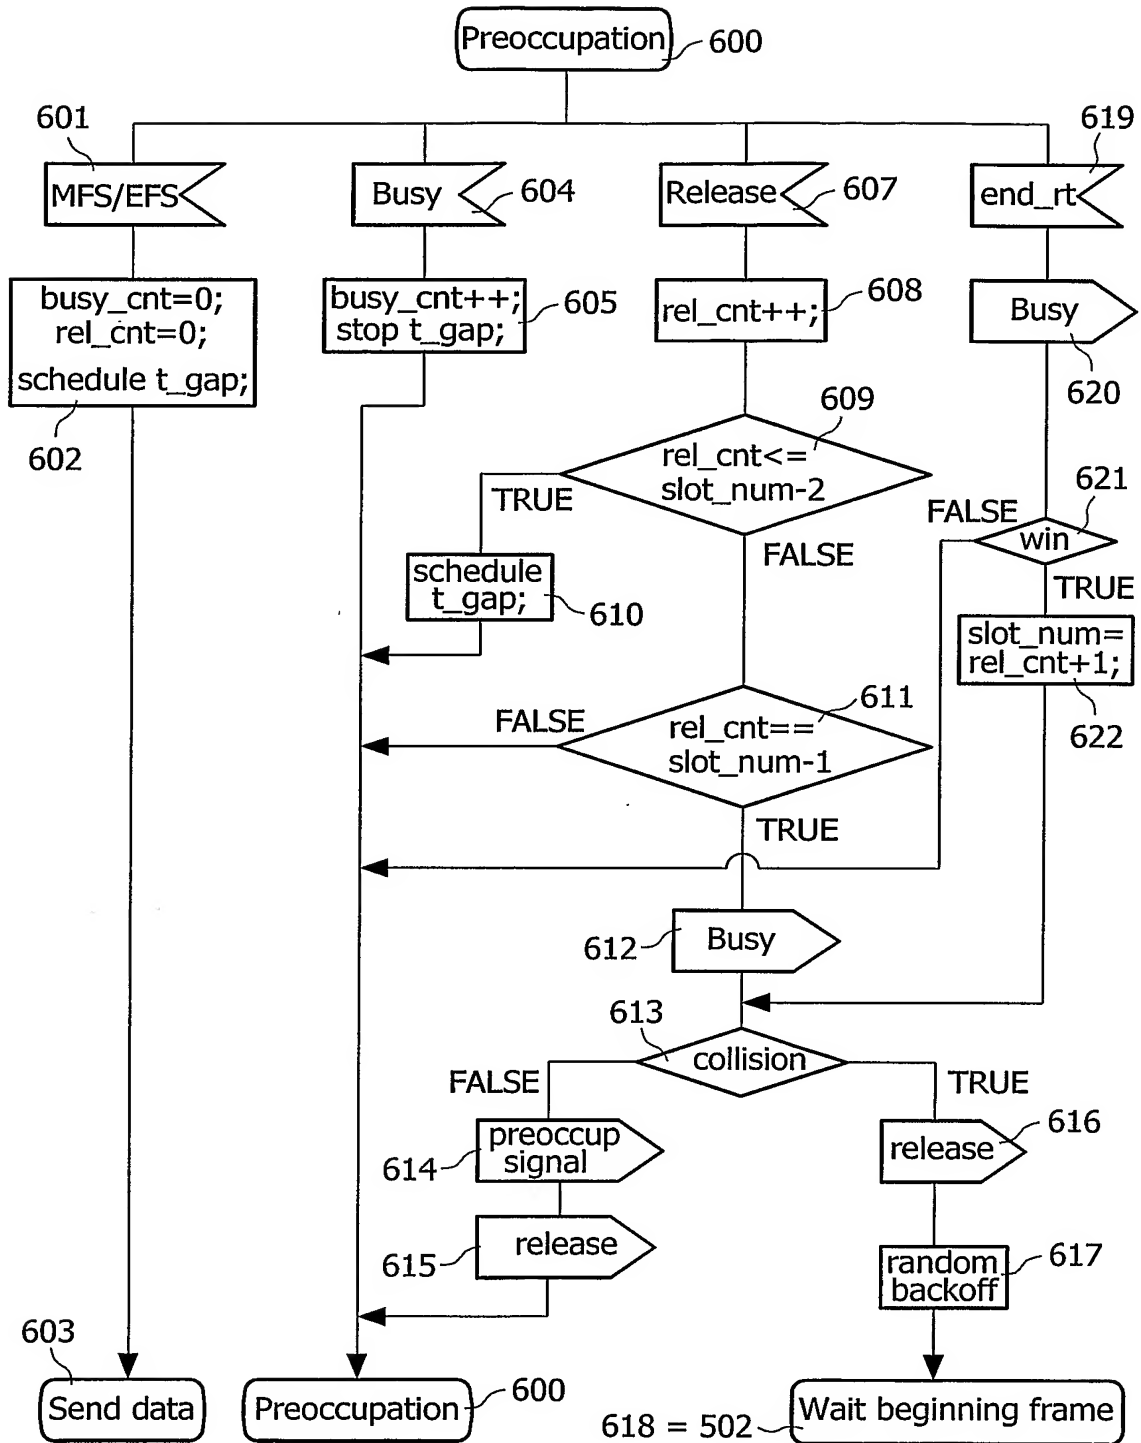 Preoccupation
600
601
619
MFS/EFS
Busy
604
Release
607
end_rt
busy_cnt=0;
rel_cnt=0;
schedule t_gap;
602
busy_cnt++;
stop t_gap;
605
rel_cnt++;
608
Busy
620
609
rel_cnt<=
slot_num-2
TRUE
FALSE
621
FALSE
win
TRUE
schedule
t_gap;
610
slot_num=
rel_cnt+1;
622
611
FALSE
rel_cnt==
slot_num-1
TRUE
612
Busy
613
collision
FALSE
TRUE
preoccup
signal
614
release
616
615
release
random
backoff
617
603
Send data
Preoccupation
600
Wait beginning frame
618 = 502